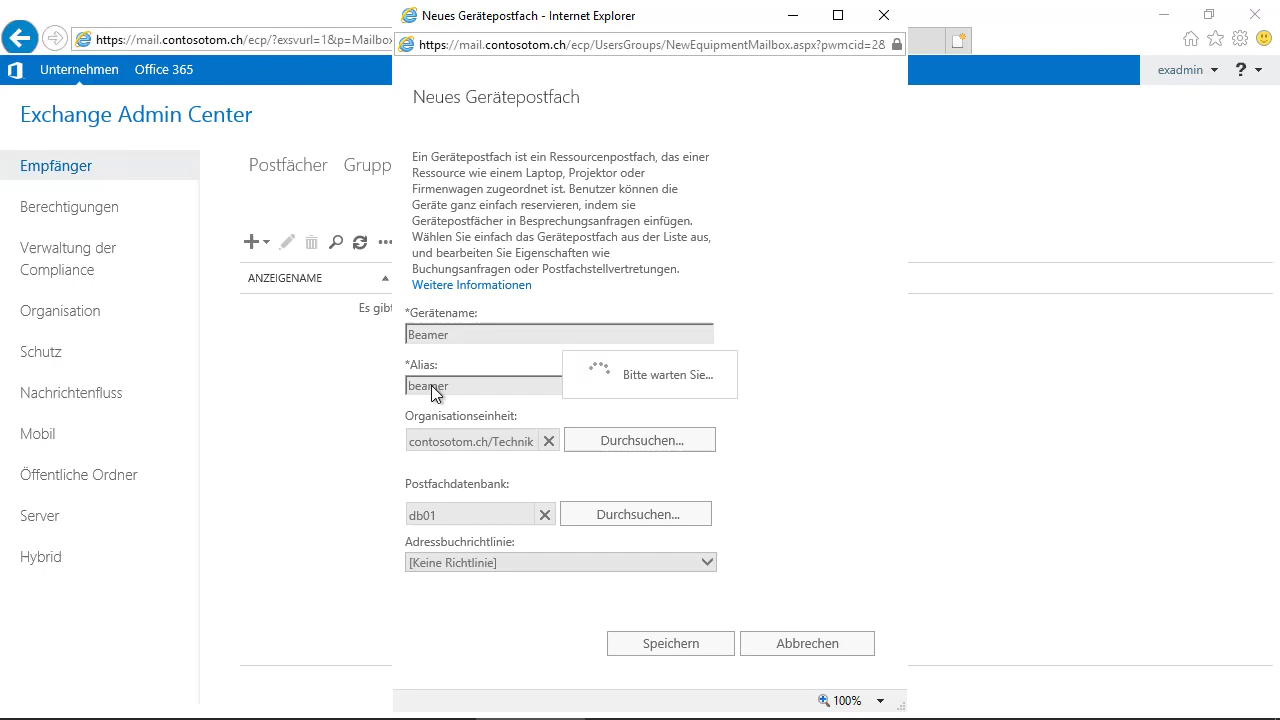 Neues Gerätepostfach - Internet Explorer
https://mail.contosotom.ch/ecp/?exsvurl=1&p=Mailbox
https://mail.contosotom.ch/ecp/UsersGroups/NewEquipmentMailbox.aspx?pwmcid=2&
Unternehmen Office 365
exadmin ?
Exchange Admin Center
Neues Gerätepostfach
Empfänger
Berechtigungen
Verwaltung der
Compliance
Organisation
Schutz
Nachrichtenfluss
Mobil
Öffentliche Ordner
Server
Hybrid
Postfächer Grupp
ANZEIGENAME
Es gibt
Ein Gerätepostfach ist ein Ressourcenpostfach, das einer
Ressource wie einem Laptop, Projektor oder
Firmenwagen zugeordnet ist. Benutzer können die
Geräte ganz einfach reservieren, indem sie
Gerätepostfächer in Besprechungsanfragen einfügen.
Wählen Sie einfach das Gerätepostfach aus der Liste aus,
und bearbeiten Sie Eigenschaften wie
Buchungsanfragen oder Postfachstellvertretungen.
Weitere Informationen
*Gerätename:
Beamer
*Alias:
beamer
Bitte warten Sie...
Organisationseinheit:
contosotom.ch/Technik
Durchsuchen...
Postfachdatenbank:
db01
Durchsuchen...
Adressbuchrichtlinie:
[Keine Richtlinie]
Speichern
Abbrechen
100%